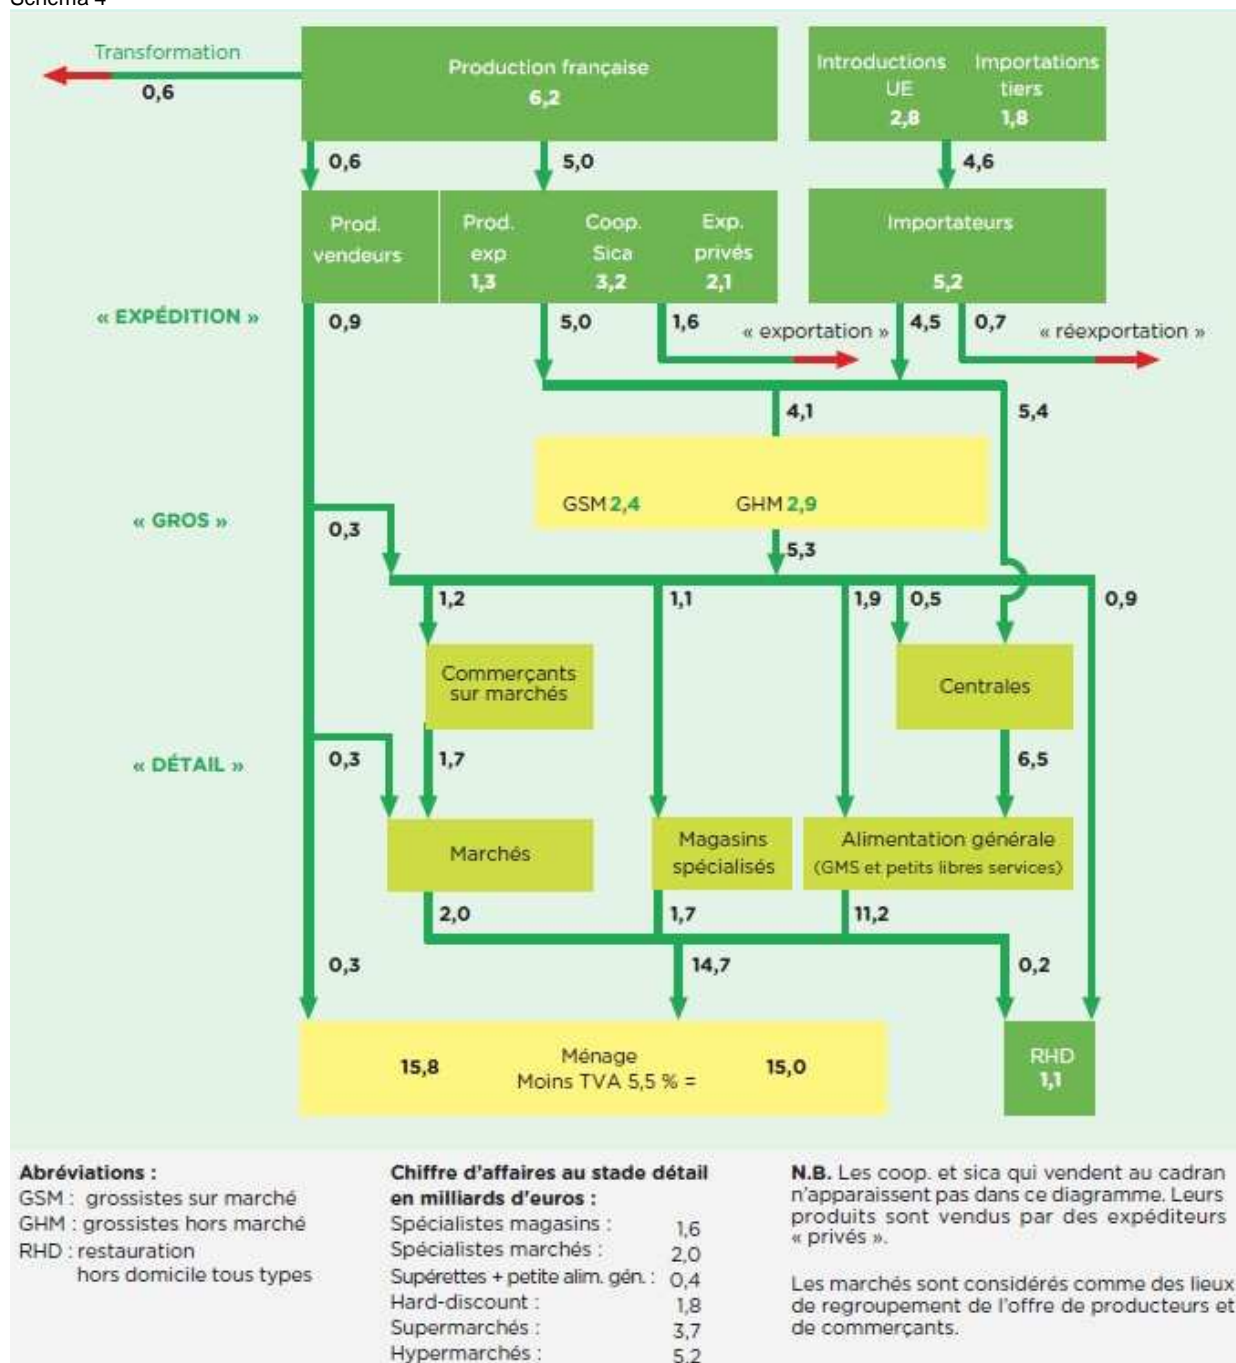 Schéma 4
Transformation
0,6
Production française
6,2
Introductions
UE
2,8
Importations
tiers
1,8
0,6
5,0
4,6
Prod.
vendeurs
Prod.
exp
1,3
Coop.
Sica
3,2
Exp.
privés
2,1
Importateurs
5,2
« EXPÉDITION »
0,9
5,0
1,6
« exportation »
4,5
0,7
« réexportation »
4,1
5,4
GSM 2,4
GHM 2,9
« GROS »
0,3
5,3
1,2
1,1
1,9
0,5
0,9
Commerçants
sur marchés
Centrales
« DÉTAIL »
0,3
1,7
6,5
Marchés
Magasins
spécialisés
Alimentation générale
(GMS et petits libres services)
2,0
1,7
11,2
0,3
14,7
0,2
15,8
Ménage
Moins TVA 5,5 % =
15,0
RHD
1,1
Abréviations :
GSM : grossistes sur marché
GHM : grossistes hors marché
RHD : restauration
hors domicile tous types
Chiffre d'affaires au stade détail
en milliards d'euros :
Spécialistes magasins : 1,6
Spécialistes marchés : 2,0
Supérettes + petite alim. gén. : 0,4
Hard-discount : 1,8
Supermarchés : 3,7
Hypermarchés : 5,2
N.B. Les coop. et sica qui vendent au cadran
n'apparaissent pas dans ce diagramme. Leurs
produits sont vendus par des expéditeurs
« privés ».
Les marchés sont considérés comme des lieux
de regroupement de l'offre de producteurs et
de commerçants.